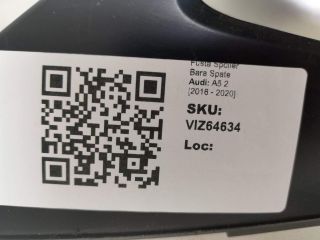 Fusta Spoiler
Bara Spate
Audi: A5 2
[2016 - 2020]
SKU:
VIZ64634
Loc: